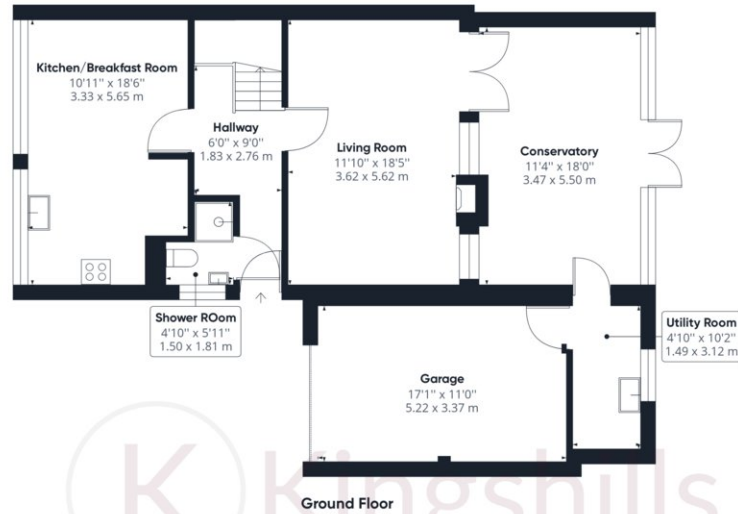 Kitchen/Breakfast Room
10'11'' x 18'6''
3.33 x 5.65 m
Hallway
6'0'' x 9'0''
1.83 x 2.76 m
Living Room
11'10'' x 18'5''
3.62 x 5.62 m
Conservatory
11'4'' x 18'0''
3.47 x 5.50 m
Shower ROom
4'10'' x 5'11''
1.50 x 1.81 m
Utility Room
4'10'' x 10'2''
1.49 x 3.12 m
Garage
17'1'' x 11'0''
5.22 x 3.37 m
K Kingshills
Ground Floor